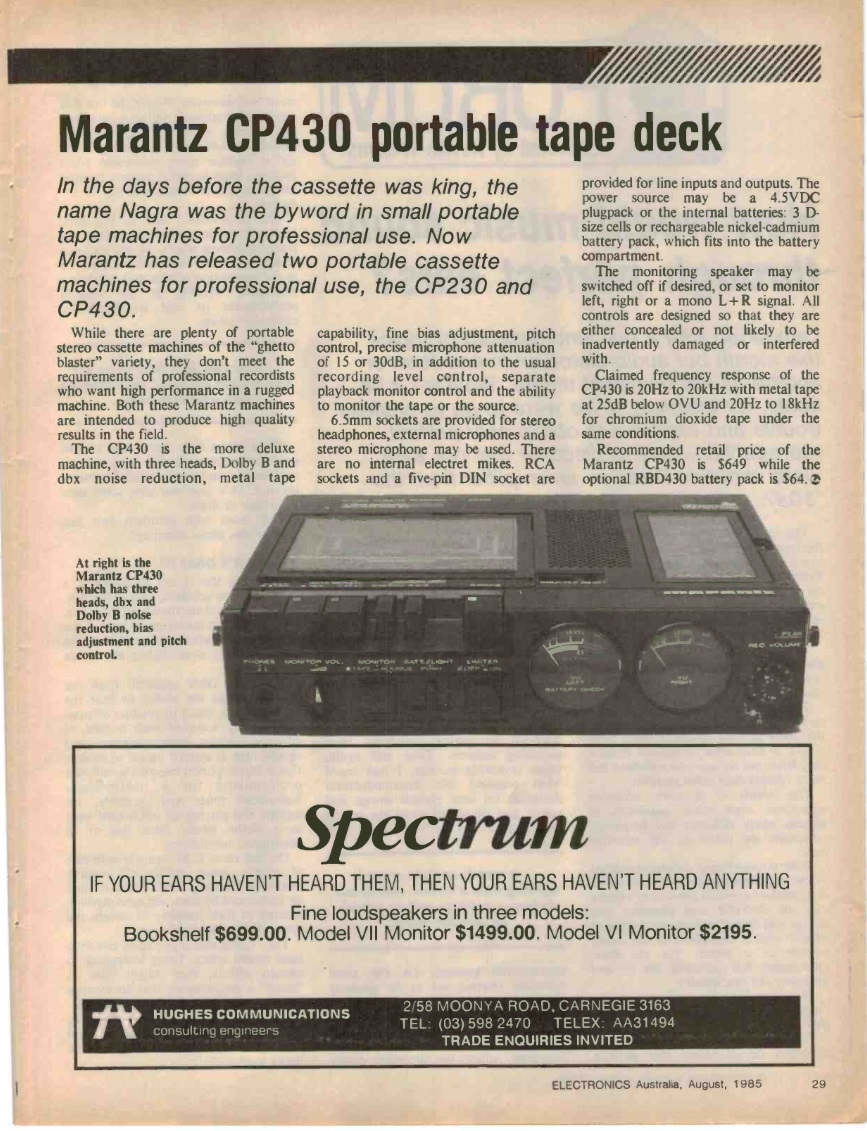 Marantz CP430 portable tape deck
In the days before the cassette was king, the
name Nagra was the byword in small portable
tape machines for professional use. Now
Marantz has released two portable cassette
machines for professional use, the CP230 and
CP430.
While there are plenty of portable
stereo cassette machines of the “ghetto
blaster” variety, they don’t meet the
requirements of professional recordists
who want high performance in a rugged
machine. Both these Marantz machines
are intended to produce high quality
results in the field.
The CP430 is the more deluxe
machine, with three heads, Dolby B and
dbx noise reduction, metal tape
capability, fine bias adjustment, pitch
control, precise microphone attenuation
of 15 or 30dB, in addition to the usual
recording level control, separate
playback monitor control and the ability
to monitor the tape or the source.
6.5mm sockets are provided for stereo
headphones, external microphones and a
stereo microphone may be used. There
are no internal electret mikes. RCA
sockets and a five-pin DIN socket are
provided for line inputs and outputs. The
power source may be a 4.5VDC
plugpack or the internal batteries: 3 D-
size cells or rechargeable nickel-cadmium
battery pack, which fits into the battery
compartment.
The monitoring speaker may be
switched off if desired, or set to monitor
left, right or a mono L+R signal. All
controls are designed so that they are
either concealed or not likely to be
inadvertently damaged or interfered
with.
Claimed frequency response of the
CP430 is 20Hz to 20kHz with metal tape
at 25dB below OVU and 20Hz to 18kHz
for chromium dioxide tape under the
same conditions.
Recommended retail price of the
Marantz CP430 is $649 while the
optional RBD430 battery pack is $64.
At right is the
Marantz CP430
which has three
heads, dbx and
Dolby B noise
reduction, bias
adjustment and pitch
control.
PHONES MONITOR VOL. MONITOR BATT./LIGHT LIMITER
VU
LEFT
BATTERY CHECK
VU
RIGHT
PEAK
REC VOLUME
Spectrum
IF YOUR EARS HAVEN'T HEARD THEM, THEN YOUR EARS HAVEN'T HEARD ANYTHING
Fine loudspeakers in three models:
Bookshelf $699.00. Model VII Monitor $1499.00. Model VI Monitor $2195.
HUGHES COMMUNICATIONS
consulting engineers
2/58 MOONYA ROAD, CARNEGIE 3163
TEL: (03) 598 2470 TELEX: AA31494
TRADE ENQUIRIES INVITED
ELECTRONICS Australia, August, 1985 29